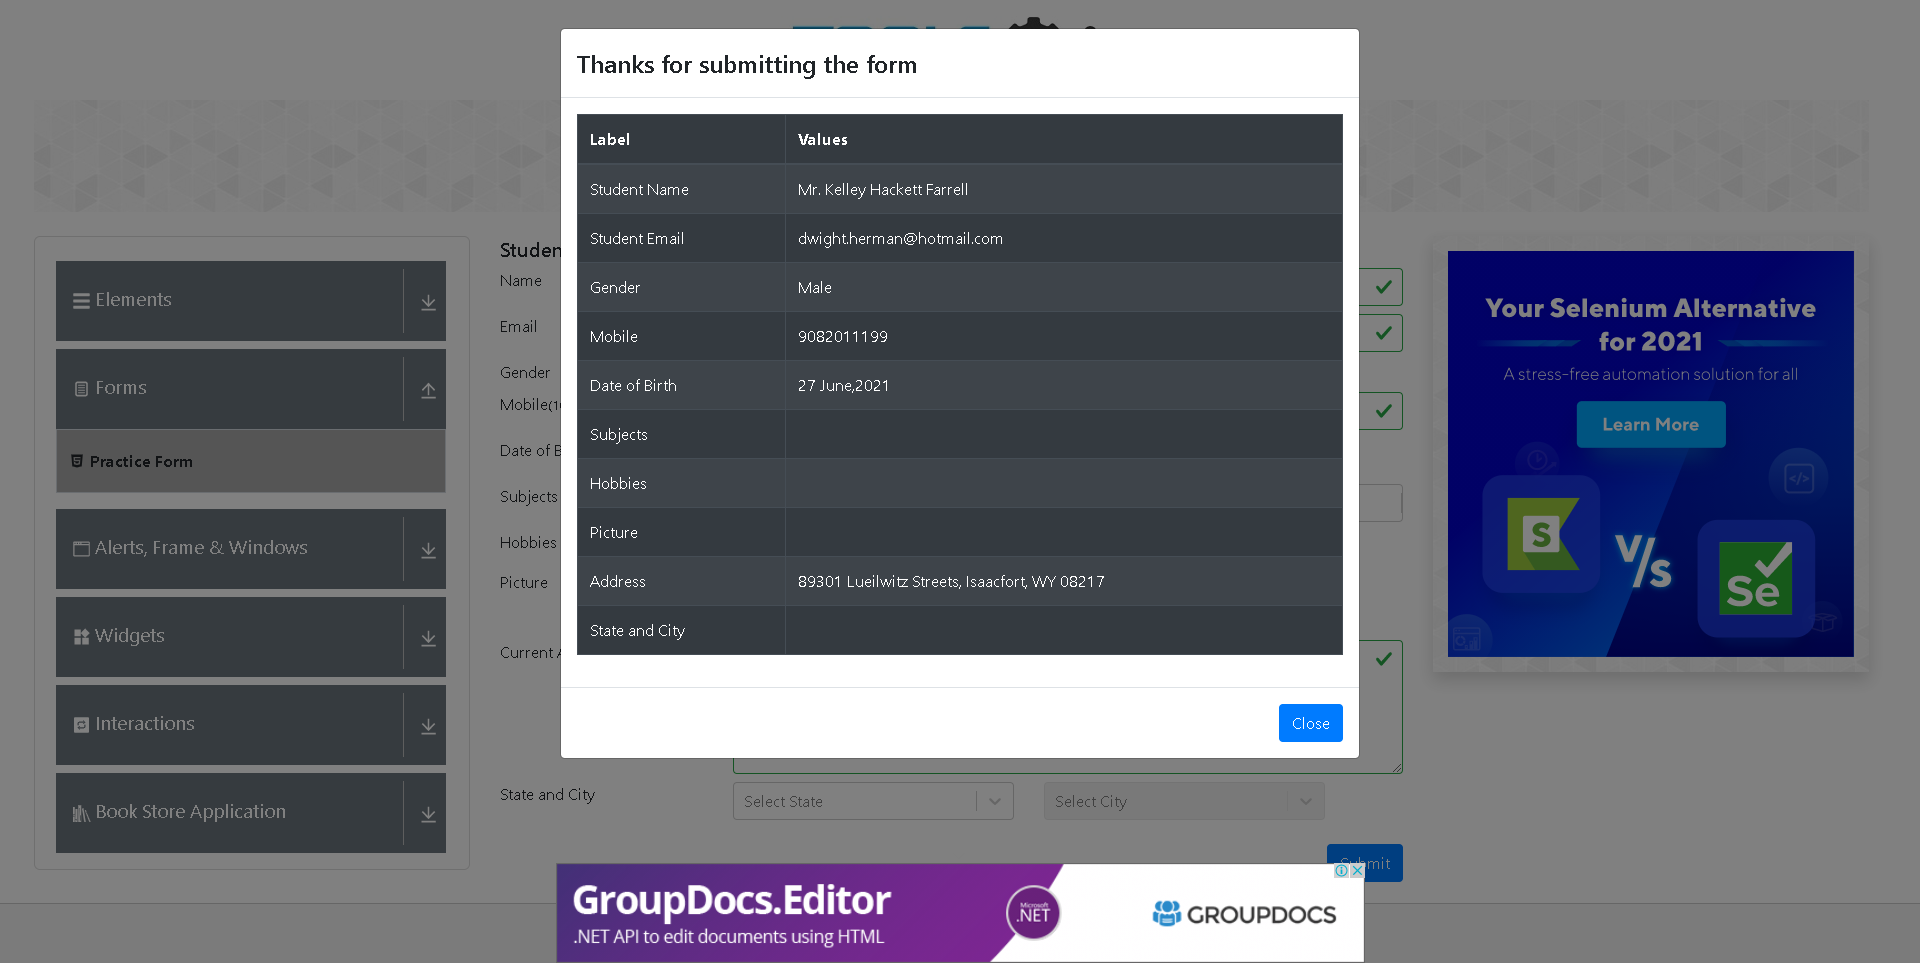 Thanks for submitting the form
Label Values
Student Name Mr. Kelley Hackett Farrell
Student Email dwight.herman@hotmail.com
Gender Male
Mobile 9082011199
Date of Birth 27 June,2021
Subjects
Hobbies
Picture
Address 89301 Lueilwitz Streets, Isaacfort, WY 08217
State and City
Close
Elements
Forms
Practice Form
Alerts, Frame & Windows
Widgets
Interactions
Book Store Application
Studen
Name
Email
Gender
Mobile(1
Date of B
Subjects
Hobbies
Picture
Current A
State and City
Select State
Select City
Submit
Your Selenium Alternative
for 2021
A stress-free automation solution for all
Learn More
S
</>
V/s
Se
GroupDocs.Editor
.NET API to edit documents using HTML
Microsoft
.NET
GROUPDOCS